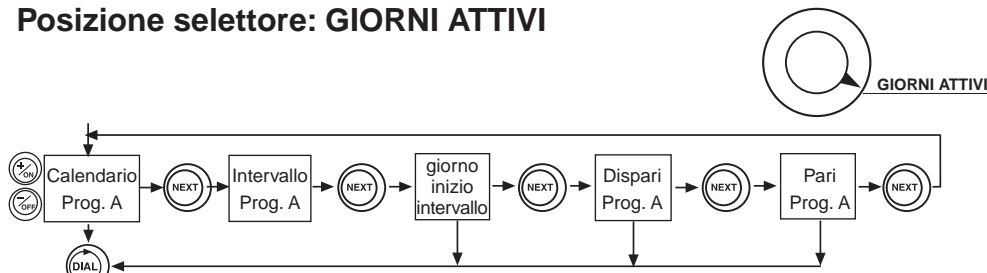 Posizione selettore: GIORNI ATTIVI
GIORNI ATTIVI
+/ON
-/OFF
Calendario
Prog. A
NEXT
Intervallo
Prog. A
NEXT
giorno
inizio
intervallo
NEXT
Dispari
Prog. A
NEXT
Pari
Prog. A
NEXT
DIAL